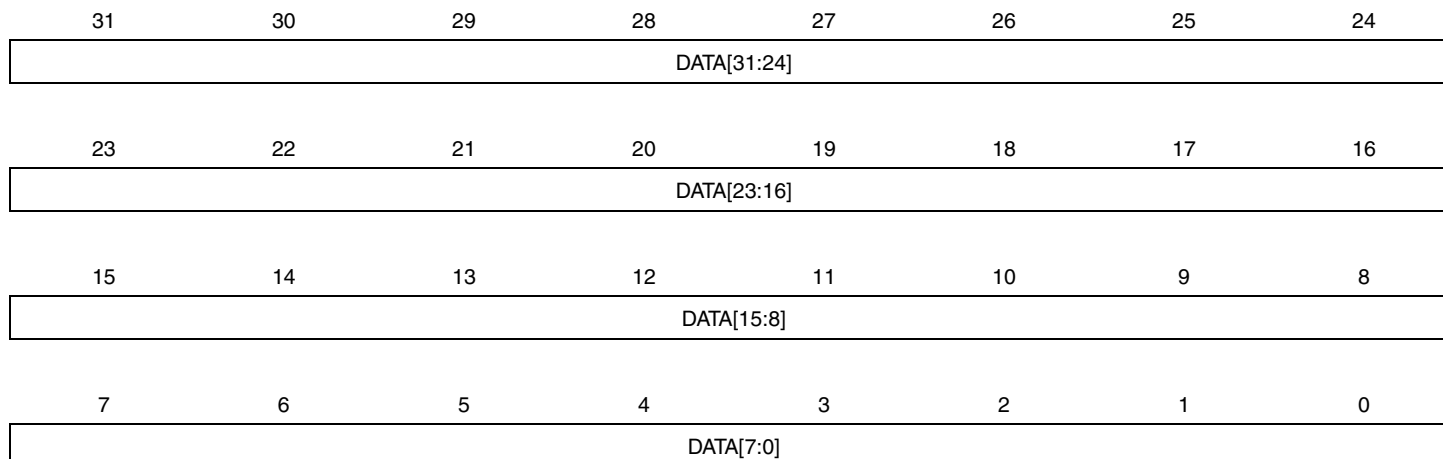 31 30 29 28 27 26 25 24
DATA[31:24]
23 22 21 20 19 18 17 16
DATA[23:16]
15 14 13 12 11 10 9 8
DATA[15:8]
7 6 5 4 3 2 1 0
DATA[7:0]